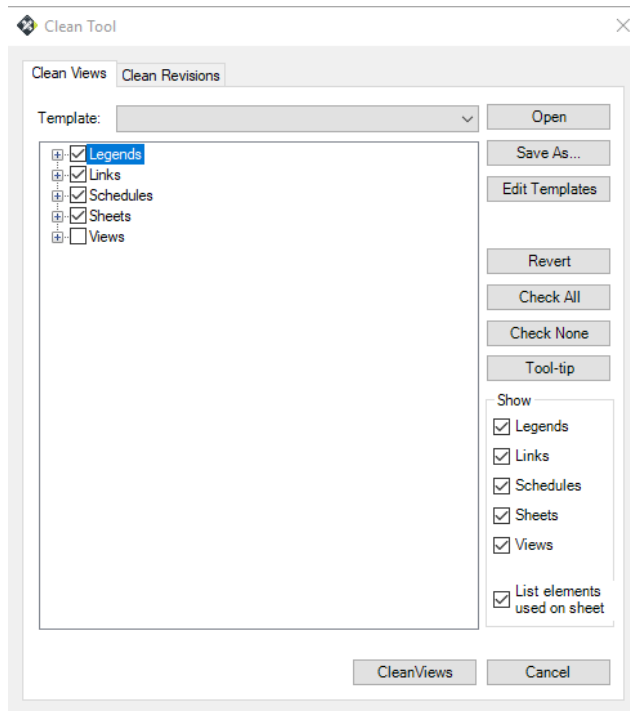 Clean Tool
Clean Views
Clean Revisions
Template:
Open
Save As...
Edit Templates
Legends
Links
Schedules
Sheets
Views
Revert
Check All
Check None
Tool-tip
Show
Legends
Links
Schedules
Sheets
Views
List elements
used on sheet
CleanViews
Cancel